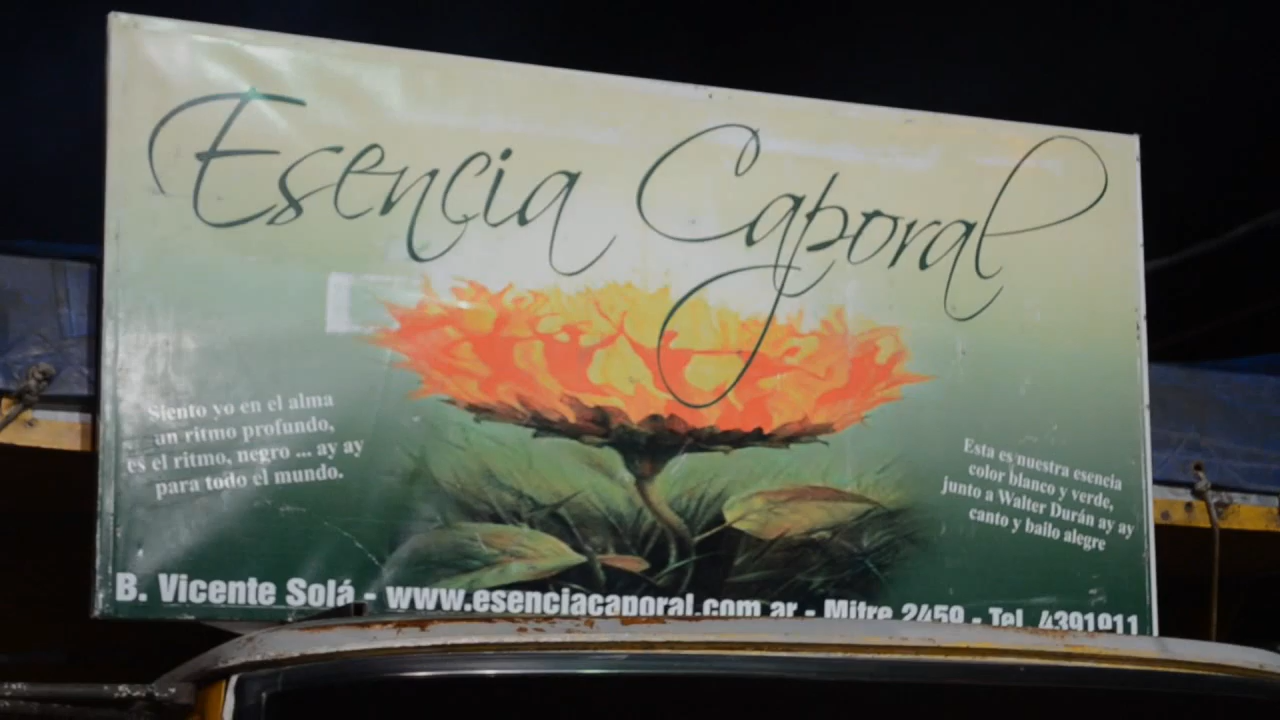 Esencia Caporal
Siento yo en el alma
un ritmo profundo,
es el ritmo, negro ... ay ay
para todo el mundo.
Esta es nuestra esencia
color blanco y verde,
junto a Walter Durán ay ay
canto y bailo alegre
B. Vicente Solá - www.esenciacaporal.com.ar - Mitre 2459 - Tel. 4391911